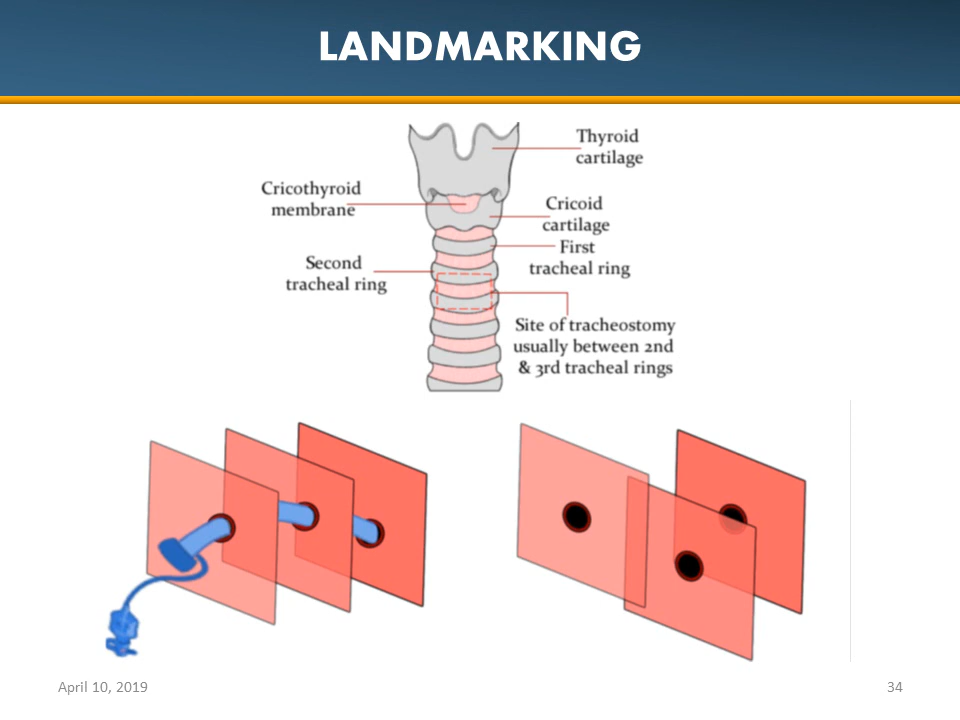 LANDMARKING
Thyroid
cartilage
Cricothyroid
membrane
Cricoid
cartilage
First
tracheal ring
Second
tracheal ring
Site of tracheostomy
usually between 2nd
& 3rd tracheal rings
April 10, 2019
34